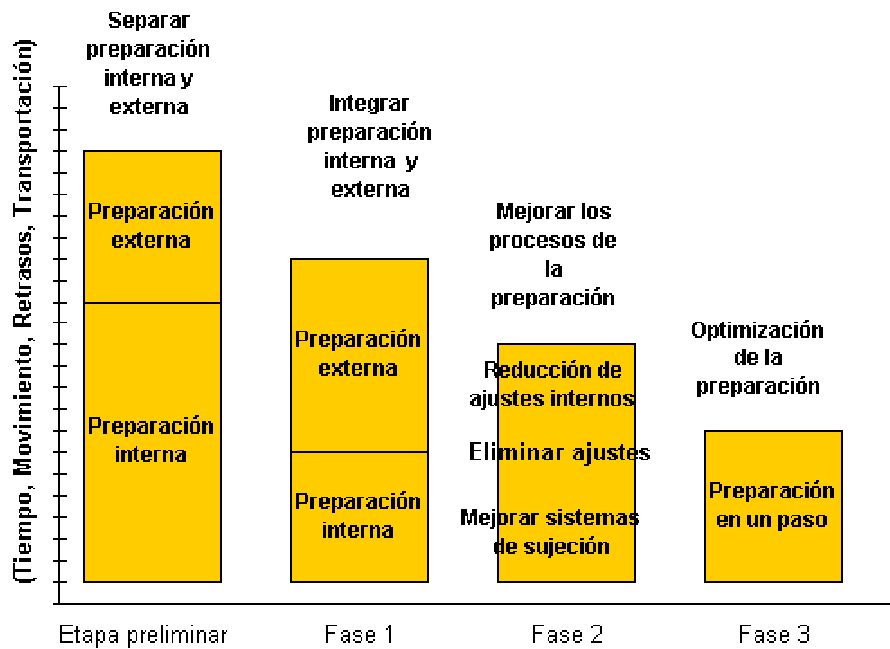 (Tiempo, Movimiento, Retrasos, Transportación)
Separar
preparación
interna y
externa
Preparación
externa
Preparación
interna
Integrar
preparación
interna y
externa
Preparación
externa
Preparación
interna
Mejorar los
procesos de
la
preparación
Reducción de
ajustes internos
Eliminar ajustes
Mejorar sistemas
de sujeción
Optimización
de la
preparación
Preparación
en un paso
Etapa preliminar
Fase 1
Fase 2
Fase 3